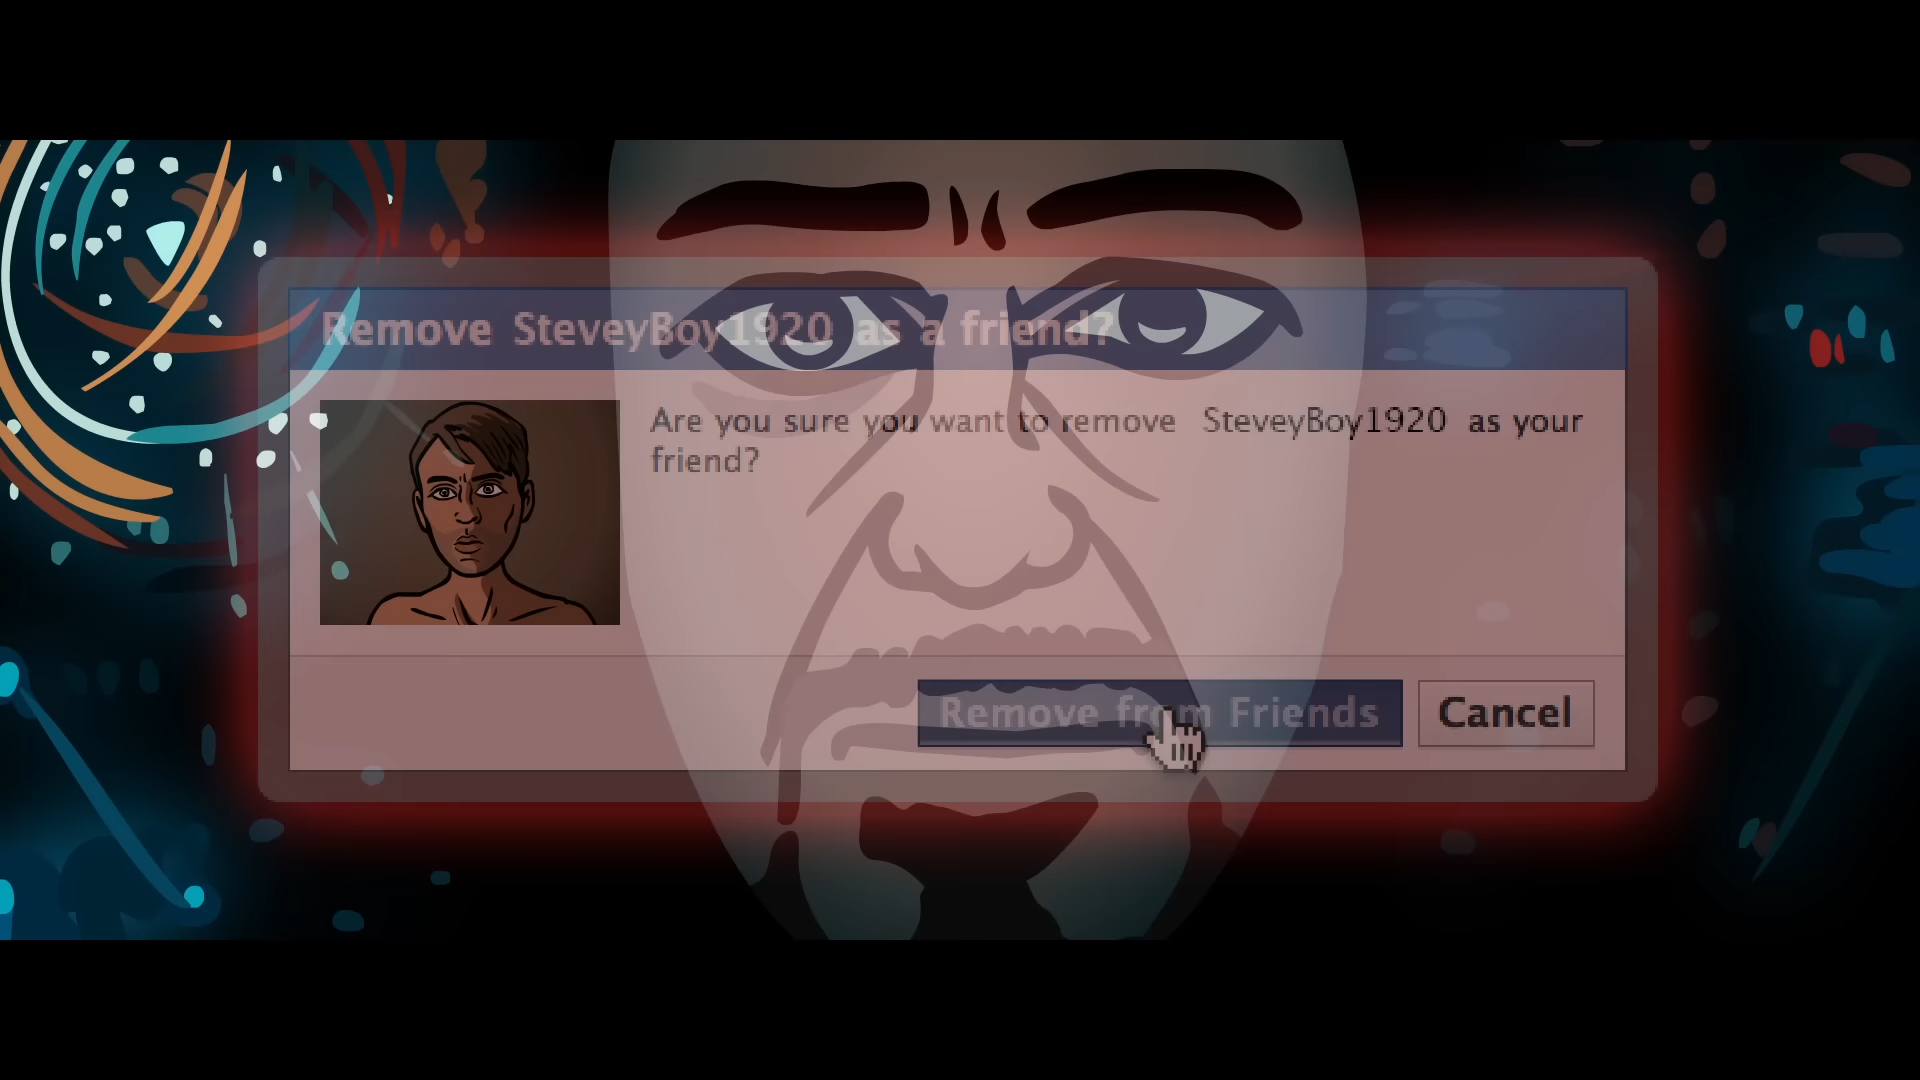 Remove SteveyBoy1920 as a friend?
Are you sure you want to remove SteveyBoy1920 as your
friend?
Remove from Friends
Cancel